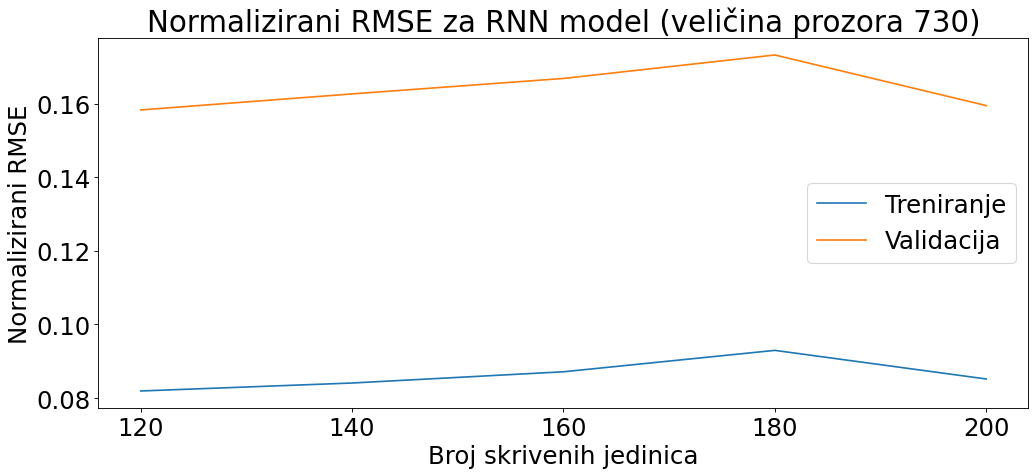 Normalizirani RMSE za RNN model (veličina prozora 730)
Normalizirani RMSE
0.16
0.14
0.12
0.10
0.08
Treniranje
Validacija
120 140 160 180 200
Broj skrivenih jedinica